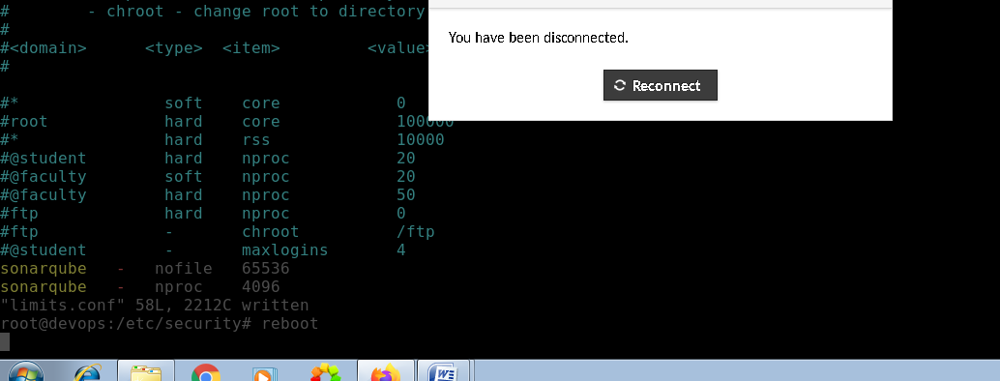 #        - chroot - change root to directory
#
#<domain>      <type>  <item>         <value>
#
You have been disconnected.
Reconnect
#*               soft    core            0
#root            hard    core            100000
#*               hard    rss             10000
#@student        hard    nproc           20
#@faculty        soft    nproc           20
#@faculty        hard    nproc           50
#ftp             hard    nproc           0
#ftp             -       chroot          /ftp
#@student        -       maxlogins       4
sonarqube   -   nofile   65536
sonarqube   -   nproc    4096
"limits.conf" 58L, 2212C written
root@devops:/etc/security# reboot
W